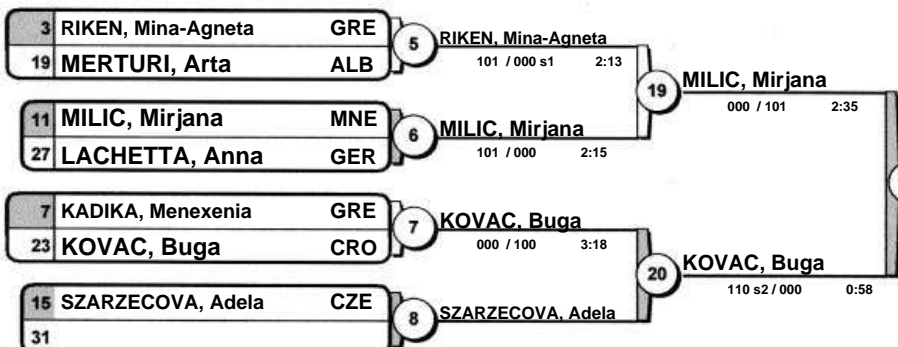 3 RIKEN, Mina-Agneta GRE
19 MERTURI, Arta ALB
5 RIKEN, Mina-Agneta
101 / 000 s1 2:13
11 MILIC, Mirjana MNE
27 LACHETTA, Anna GER
6 MILIC, Mirjana
101 / 000 2:15
19 MILIC, Mirjana
000 / 101 2:35
7 KADIKA, Menexenia GRE
23 KOVAC, Buga CRO
7 KOVAC, Buga
000 / 100 3:18
15 SZARZECOVA, Adela CZE
31
8 SZARZECOVA, Adela
20 KOVAC, Buga
110 s2 / 000 0:58